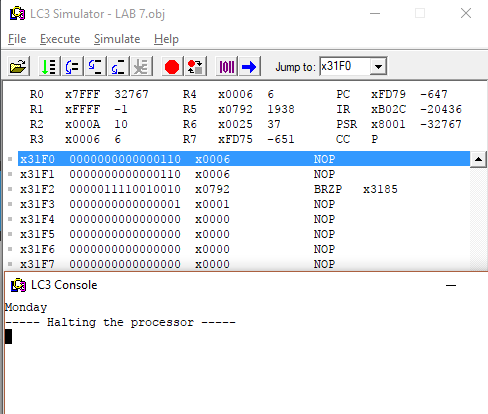 LC3 Simulator - LAB 7.obj
File Execute Simulate Help
Jump to: x31F0
R0 x7FFF 32767 R4 x0006 6 PC xFD79 -647
R1 xFFFF -1 R5 x0792 1938 IR xB02C -20436
R2 x000A 10 R6 x0025 37 PSR x8001 -32767
R3 x0006 6 R7 xFD75 -651 CC P
x31F0 0000000000000110 x0006 NOP
x31F1 0000000000000110 x0006 NOP
x31F2 0000011110010010 x0792 BRZP x3185
x31F3 0000000000000001 x0001 NOP
x31F4 0000000000000000 x0000 NOP
x31F5 0000000000000000 x0000 NOP
x31F6 0000000000000000 x0000 NOP
x31F7 0000000000000000 x0000 NOP
LC3 Console
Monday
----- Halting the processor -----